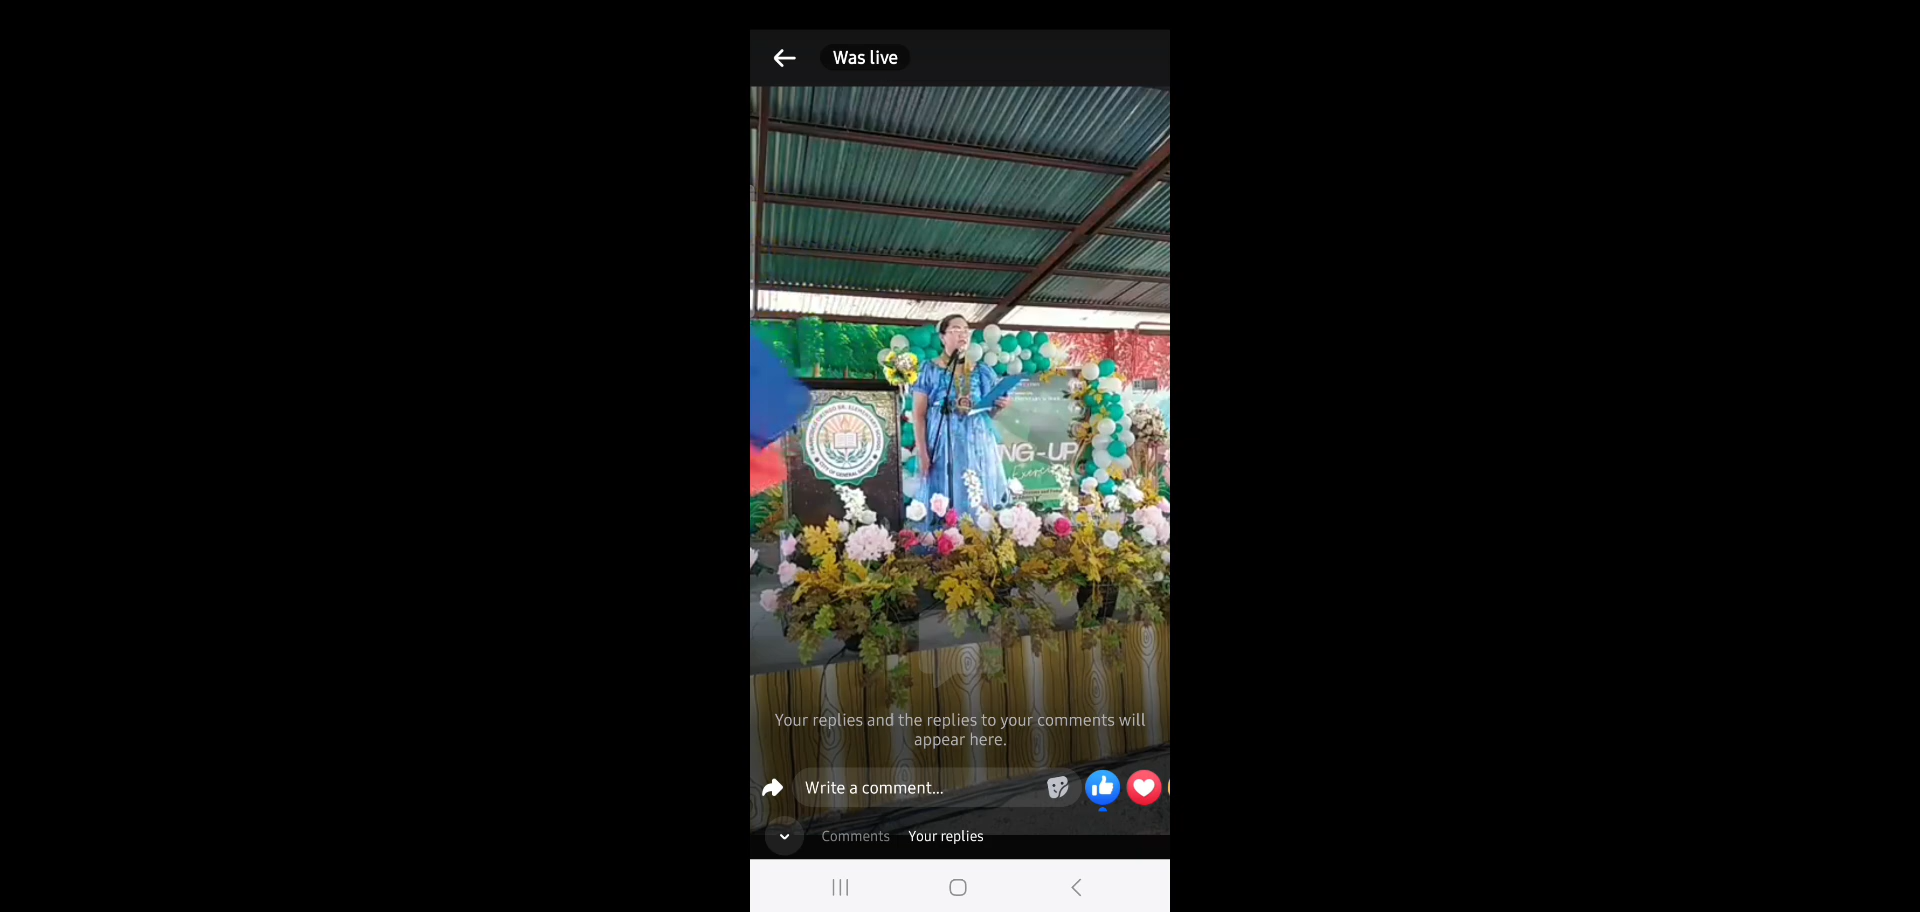 Was live
NG-UP
Your replies and the replies to your comments will
appear here.
Write a comment...
Comments
Your replies